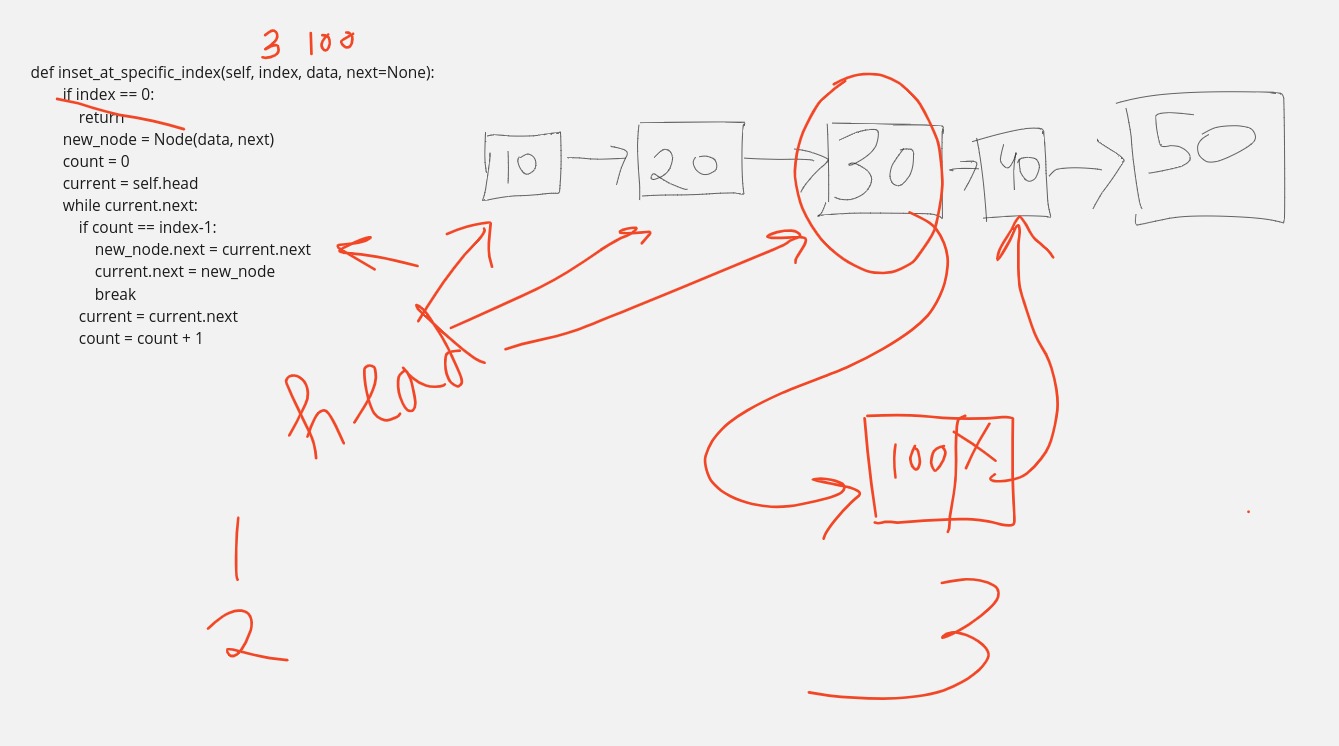 3 100
def inset_at_specific_index(self, index, data, next=None):
if index == 0:
return
new_node = Node(data, next)
count = 0
current = self.head
while current.next:
if count == index-1:
new_node.next = current.next
current.next = new_node
break
current = current.next
count = count + 1
10 20 30 40 50
head
100
1
2
3